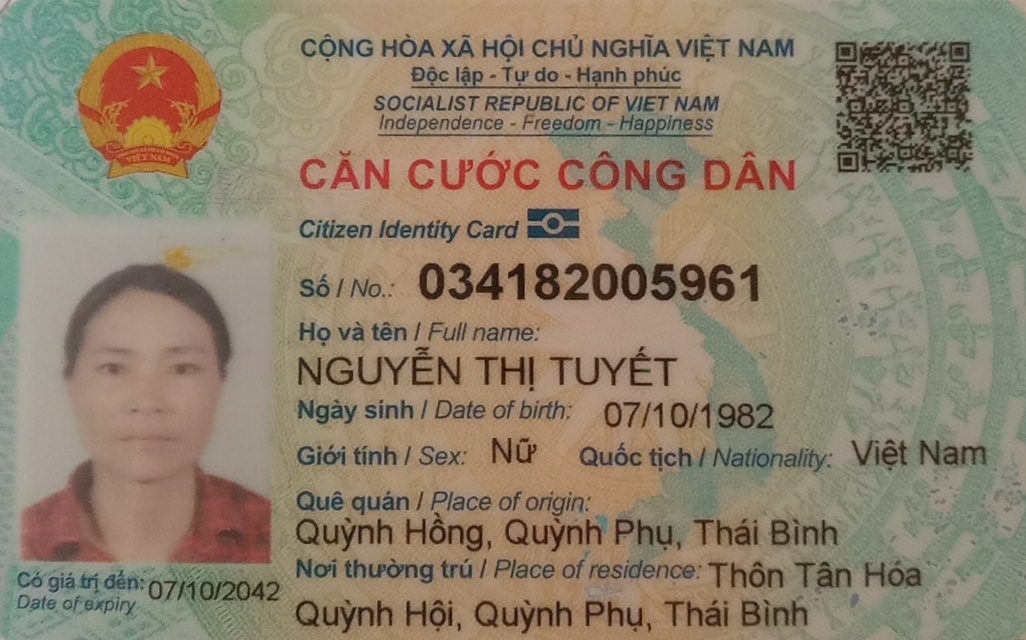 CỘNG HÒA XÃ HỘI CHỦ NGHĨA VIỆT NAM
Độc lập - Tự do - Hạnh phúc
SOCIALIST REPUBLIC OF VIET NAM
Independence - Freedom - Happiness
CĂN CƯỚC CÔNG DÂN
Citizen Identity Card
Số / No.: 034182005961
Họ và tên / Full name:
NGUYỄN THỊ TUYẾT
Ngày sinh / Date of birth: 07/10/1982
Giới tính / Sex: Nữ Quốc tịch / Nationality: Việt Nam
Quê quán / Place of origin:
Quỳnh Hồng, Quỳnh Phụ, Thái Bình
Nơi thường trú / Place of residence: Thôn Tân Hóa
Quỳnh Hội, Quỳnh Phụ, Thái Bình
Có giá trị đến: 07/10/2042
Date of expiry